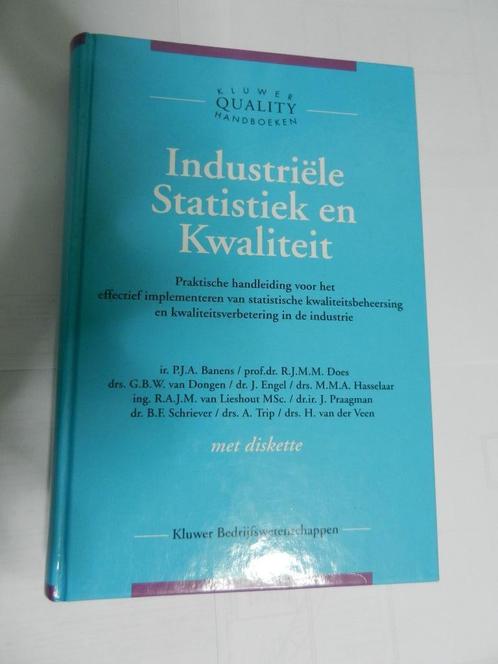 KLUWER
QUALITY
HANDBOEKEN
Industriële
Statistiek en
Kwaliteit
Praktische handleiding voor het
effectief implementeren van statistische kwaliteitsbeheersing
en kwaliteitsverbetering in de industrie
ir. P.J.A. Banens / prof.dr. R.J.M.M. Does
drs. G.B.W. van Dongen / dr. J. Engel / drs. M.M.A. Hasselaar
ing. R.A.J.M. van Lieshout MSc. / dr.ir. J. Praagman
dr. B.F. Schriever / drs. A. Trip / drs. H. van der Veen
met diskette
Kluwer Bedrijfswetenschappen